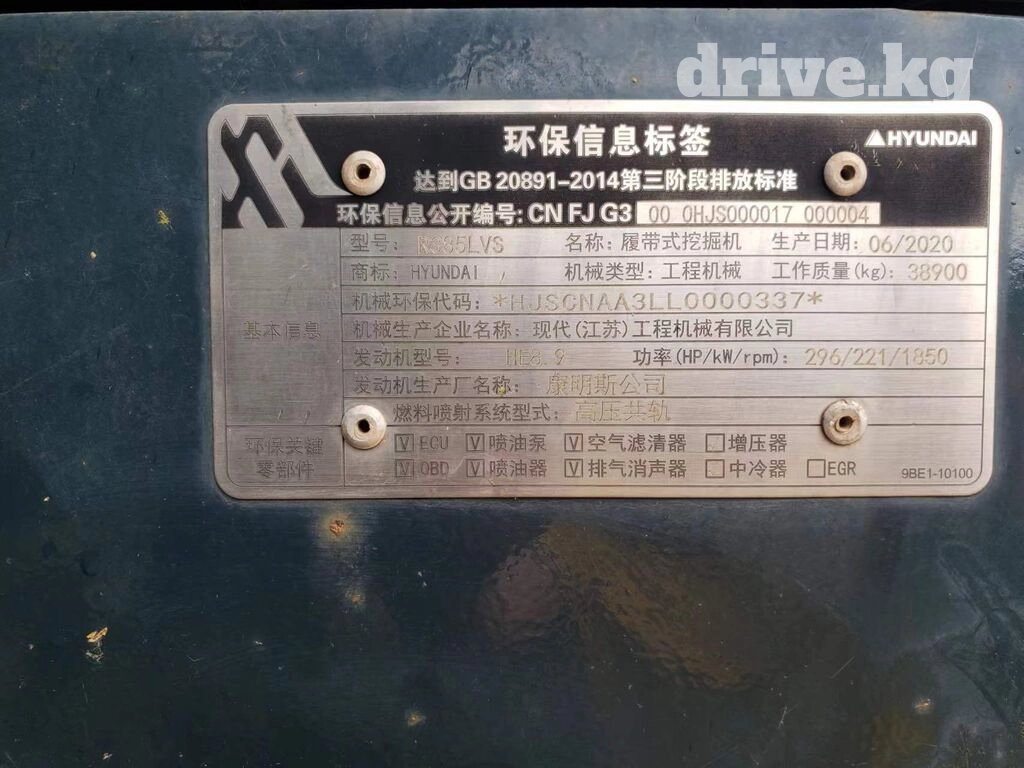 drive.kg
环保信息标签
HYUNDAI
达到GB 20891-2014第三阶段排放标准
环保信息公开编号: CN FJ G3 00 0HJS000017 000004
型号: 385LVS 名称: 履带式挖掘机 生产日期: 06/2020
商标: HYUNDAI 机械类型: 工程机械 工作质量(kg): 38900
机械环保代码: *HJSCNAA3LL0000337*
基本信息
机械生产企业名称: 现代(江苏)工程机械有限公司
发动机型号: HE8.9 功率(HP/kW/rpm): 296/221/1850
发动机生产厂名称: 康明斯公司
燃料喷射系统型式: 高压共轨
环保关键零部件
☑ECU ☑喷油泵 ☑空气滤清器 □增压器
☑OBD ☑喷油器 ☑排气消声器 □中冷器 □EGR
9BE1-10100